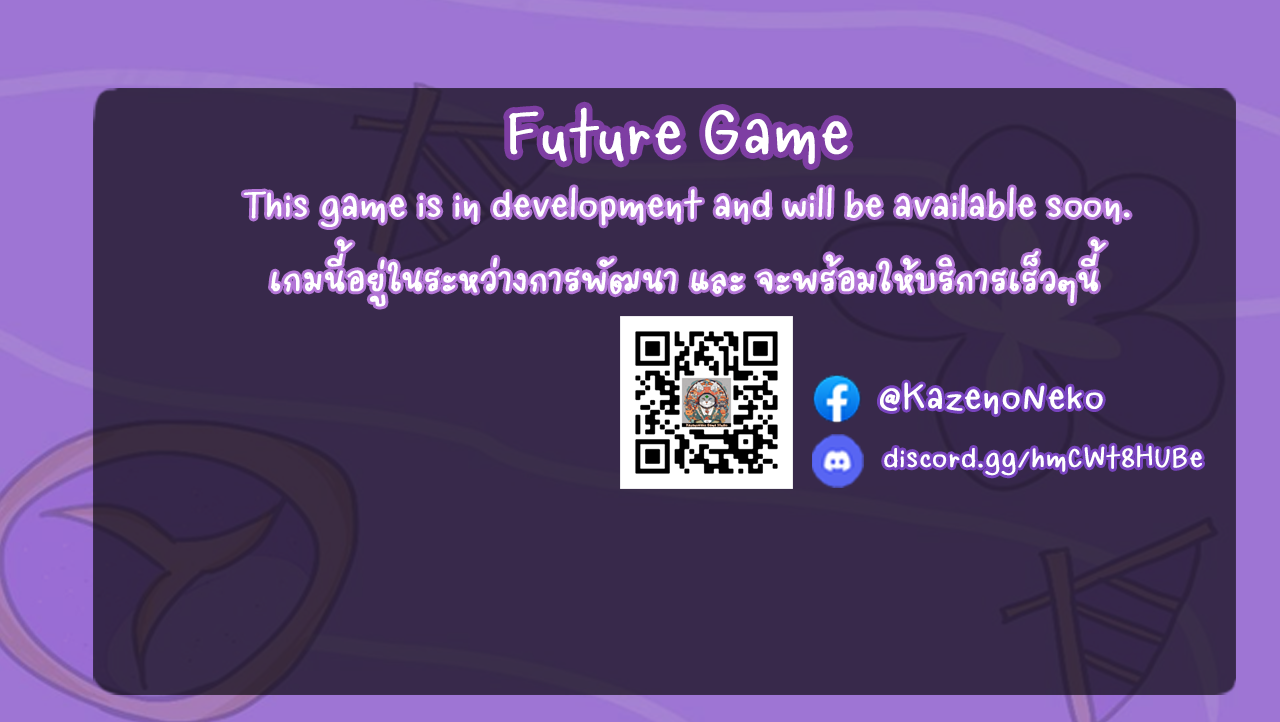 Future Game
This game is in development and will be available soon.
เกมนี้อยู่ในระหว่างการพัฒนา และ จะพร้อมให้บริการเร็วๆนี้
@KazenoNeko
discord.gg/hmCWt8HUBe